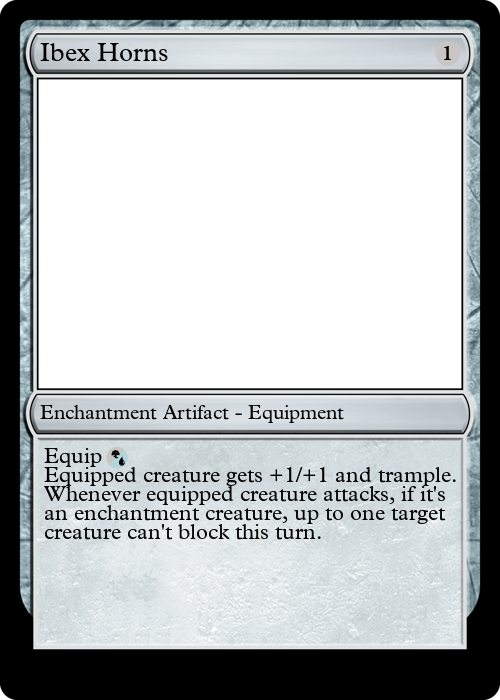 Ibex Horns
1
Enchantment Artifact - Equipment
Equip
Equipped creature gets +1/+1 and trample.
Whenever equipped creature attacks, if it's
an enchantment creature, up to one target
creature can't block this turn.